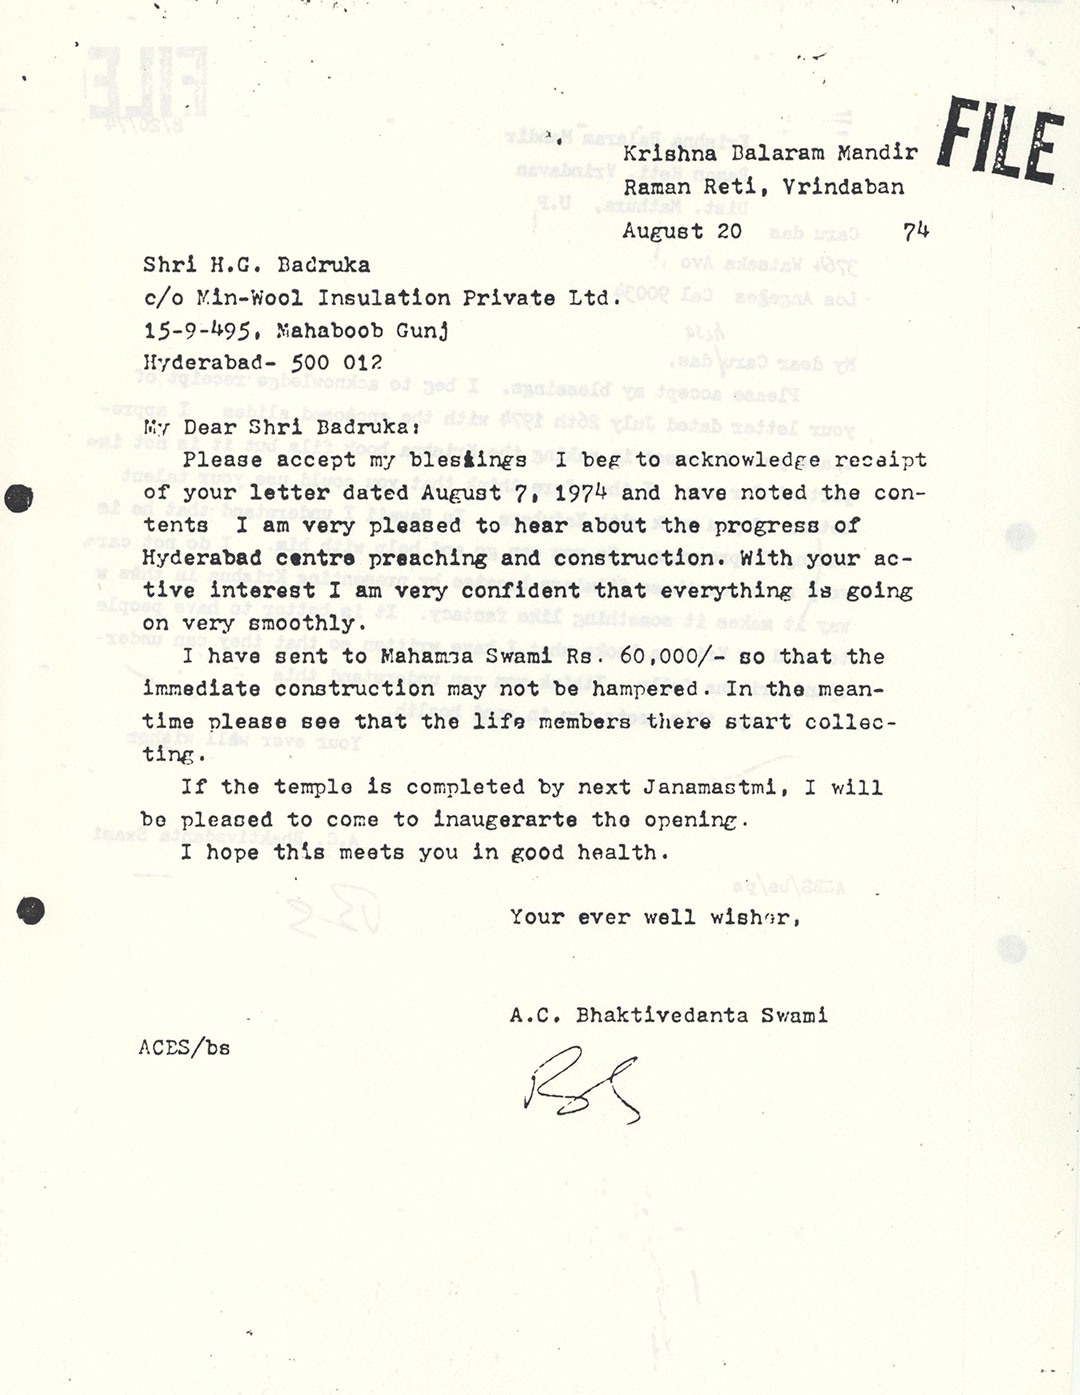 FILE
Krishna Balaram Mandir
Raman Reti, Vrindaban
August 20 74
Shri H.G. Badruka
c/o Min-Wool Insulation Private Ltd.
15-9-495, Mahaboob Gunj
Hyderabad- 500 012
My Dear Shri Badruka:
Please accept my blessings I beg to acknowledge receipt
of your letter dated August 7, 1974 and have noted the con-
tents I am very pleased to hear about the progress of
Hyderabad centre preaching and construction. With your ac-
tive interest I am very confident that everything is going
on very smoothly.
I have sent to Mahamsa Swami Rs. 60,000/- so that the
immediate construction may not be hampered. In the mean-
time please see that the life members there start collec-
ting.
If the temple is completed by next Janamastmi, I will
be pleased to come to inaugerarte the opening.
I hope this meets you in good health.
Your ever well wisher,
A.C. Bhaktivedanta Swami
ACBS/bs